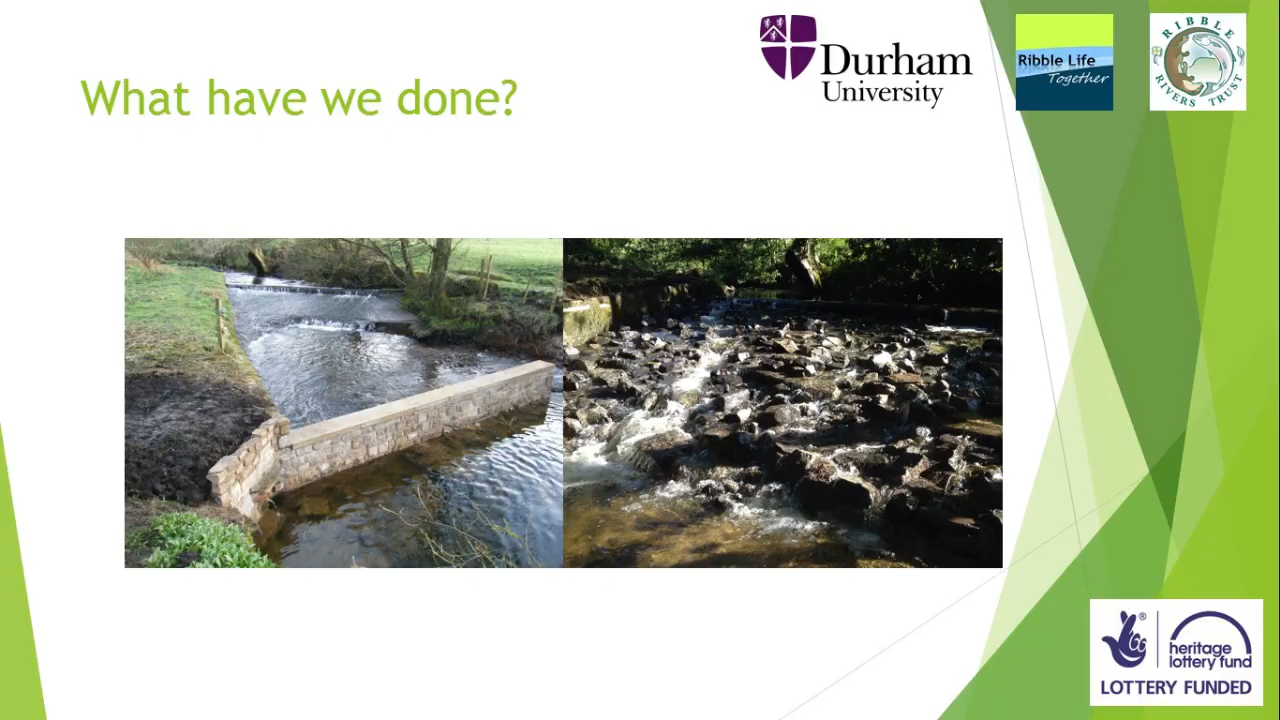 What have we done?
Durham
University
Ribble Life
Together
RIBBLE
RIVERS TRUST
®
heritage
lottery fund
LOTTERY FUNDED